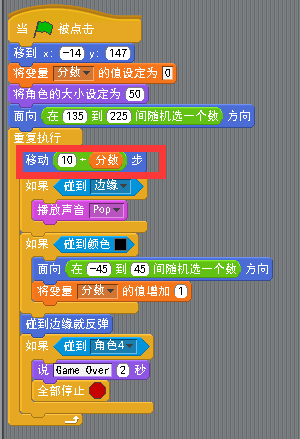 当 被点击
移到 x: -14 y: 147
将变量 分数 的值设定为 0
将角色的大小设定为 50
面向 在 135 到 225 间随机选一个数 方向
重复执行
移动 10 + 分数 步
如果 碰到 边缘
播放声音 Pop
如果 碰到颜色
面向 在 -45 到 45 间随机选一个数 方向
将变量 分数 的值增加 1
碰到边缘就反弹
如果 碰到 角色4
说 Game Over 2 秒
全部停止